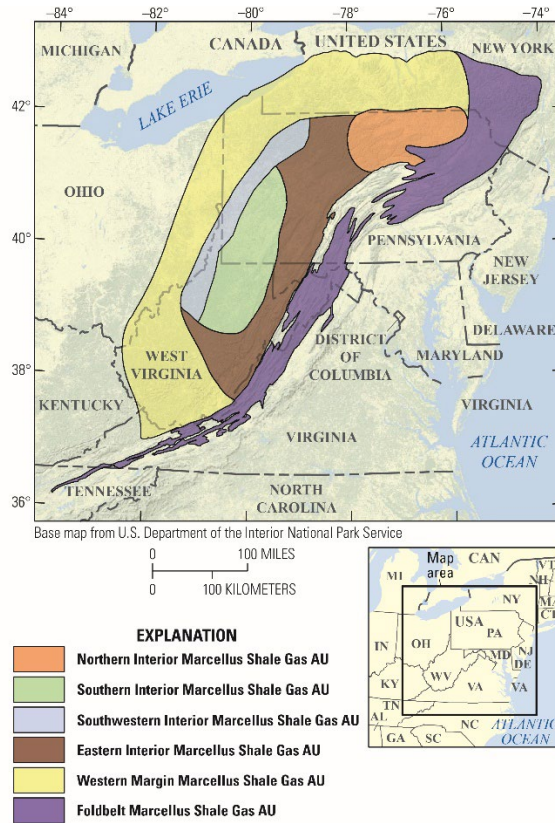 −84° −82° −80° −78° −76° −74°
MICHIGAN
CANADA
UNITED STATES
NEW YORK
42°
LAKE ERIE
OHIO
40°
PENNSYLVANIA
NEW
JERSEY
DELAWARE
MARYLAND
DISTRICT
OF
COLUMBIA
WEST
VIRGINIA
38°
KENTUCKY
VIRGINIA
VIRGINIA
ATLANTIC
OCEAN
TENNESSEE
NORTH
CAROLINA
36°
Base map from U.S. Department of the Interior National Park Service
0 100 MILES
0 100 KILOMETERS
Map
area
CAN
MI
NY
VT
NH
MA
CT
USA
PA
OH
IN
NJ
MD
DE
WV
KY
VA
VA
TN
NC
AL
GA
SC
ATLANTIC
OCEAN
EXPLANATION
Northern Interior Marcellus Shale Gas AU
Southern Interior Marcellus Shale Gas AU
Southwestern Interior Marcellus Shale Gas AU
Eastern Interior Marcellus Shale Gas AU
Western Margin Marcellus Shale Gas AU
Foldbelt Marcellus Shale Gas AU